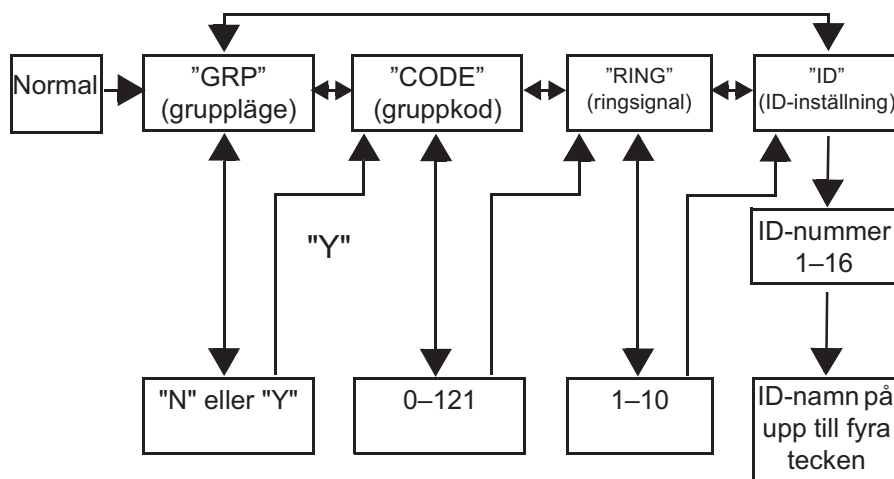 Normal
”GRP”
(gruppläge)
”CODE”
(gruppkod)
”RING”
(ringsignal)
”ID”
(ID-inställning)
"Y"
ID-nummer
1–16
"N" eller "Y"
0–121
1–10
ID-namn på
upp till fyra
tecken